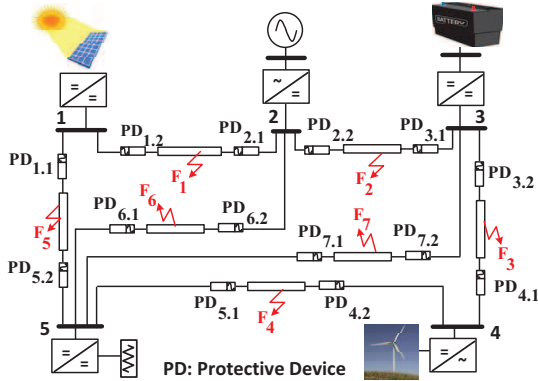 BATTERY
~
=
=
=
=
=
1
2
3
PD1.2
PD2.1
PD2.2
PD3.1
PD1.1
F1
F2
PD3.2
F6
PD6.1
PD6.2
F7
F5
PD7.1
PD7.2
F3
PD5.2
PD4.1
PD5.1
F4
PD4.2
5
4
=
=
=
~
PD: Protective Device